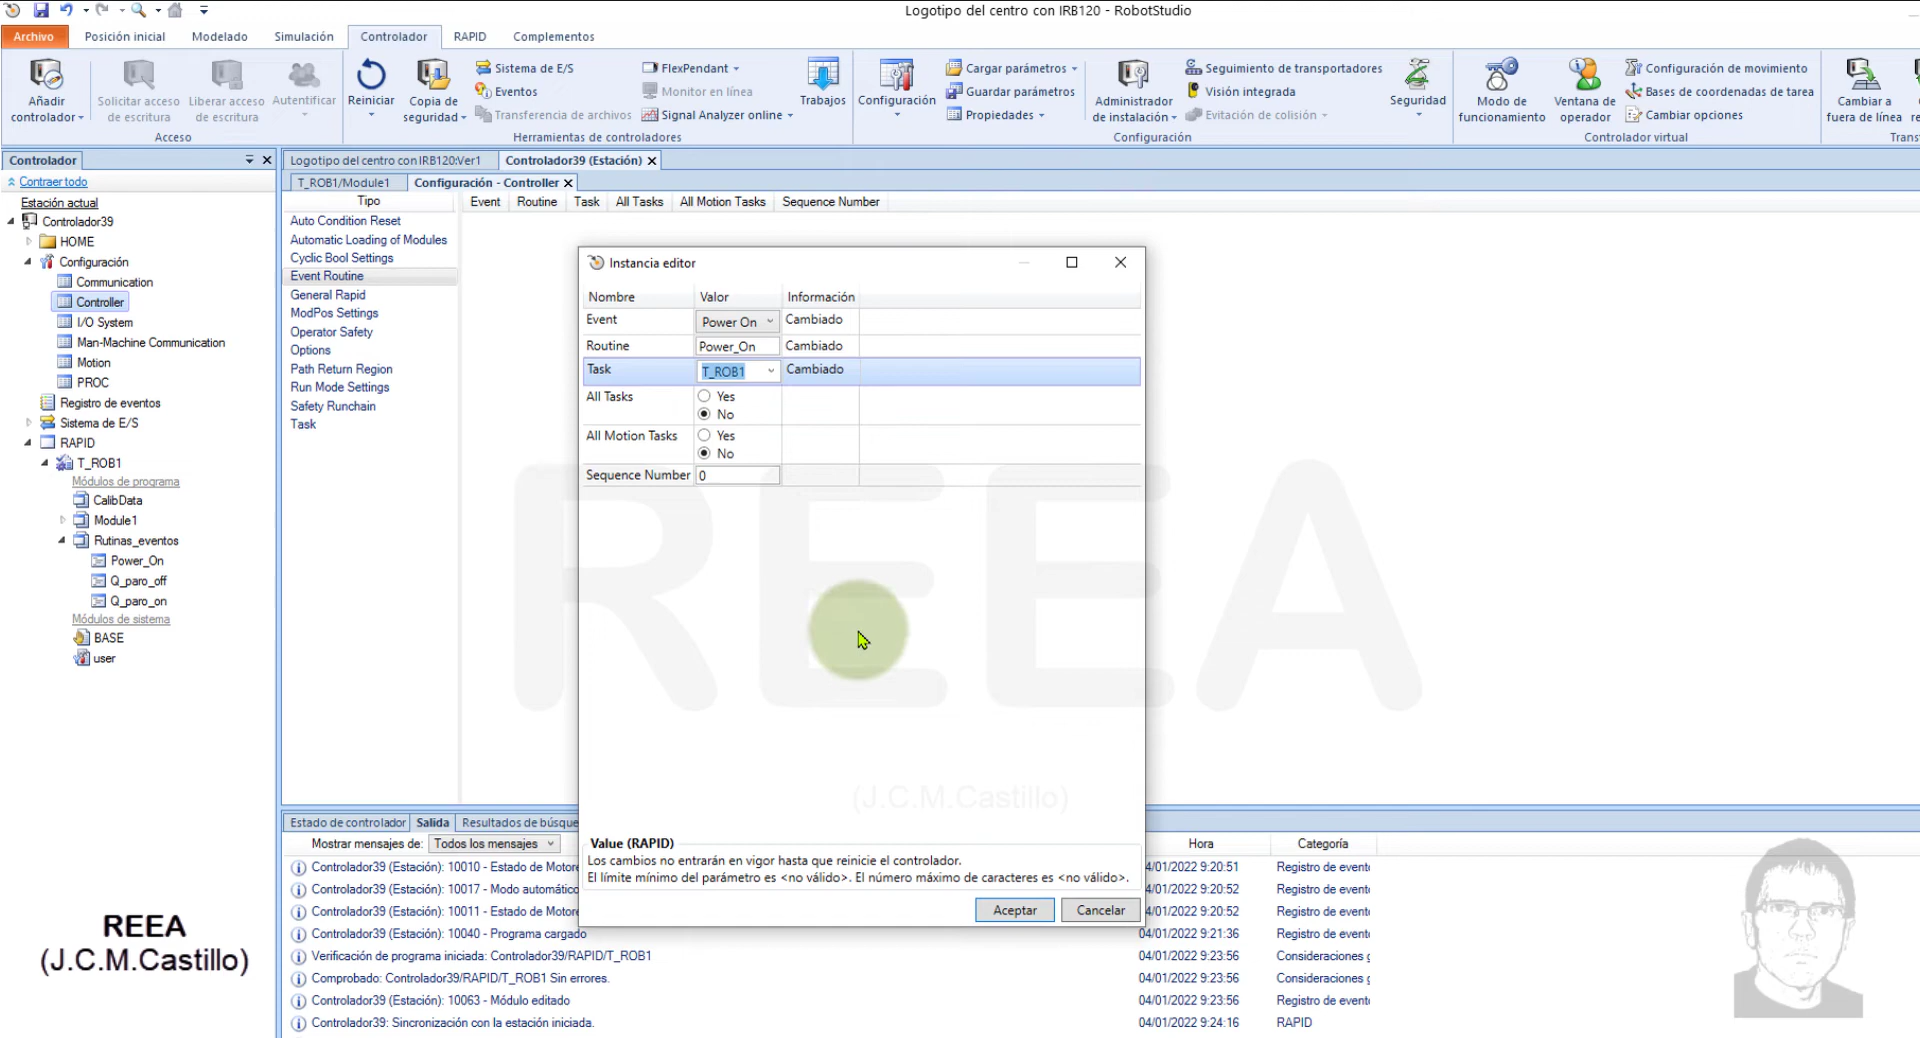 Logotipo del centro con IRB120 - RobotStudio
Archivo Posición inicial Modelado Simulación Controlador RAPID Complementos
Añadir controlador
Solicitar acceso de escritura
Liberar acceso de escritura
Autentificar
Acceso
Reiniciar
Copia de seguridad
Sistema de E/S
Eventos
Transferencia de archivos
FlexPendant
Monitor en línea
Signal Analyzer online
Herramientas de controladores
Trabajos
Configuración
Cargar parámetros
Guardar parámetros
Propiedades
Administrador de instalación
Seguimiento de transportadores
Visión integrada
Evitación de colisión
Configuración
Seguridad
Modo de funcionamiento
Ventana de operador
Configuración de movimiento
Bases de coordenadas de tarea
Cambiar opciones
Controlador virtual
Cambiar a fuera de línea
Controlador
Contraer todo
Estación actual
Controlador39
HOME
Configuración
Communication
Controller
I/O System
Man-Machine Communication
Motion
PROC
Registro de eventos
Sistema de E/S
RAPID
T_ROB1
Módulos de programa
CalibData
Module1
Rutinas_eventos
Power_On
Q_paro_off
Q_paro_on
Módulos de sistema
BASE
user
Logotipo del centro con IRB120:Ver1 Controlador39 (Estación)
T_ROB1/Module1 Configuración - Controller
Tipo
Auto Condition Reset
Automatic Loading of Modules
Cyclic Bool Settings
Event Routine
General Rapid
ModPos Settings
Operator Safety
Options
Path Return Region
Run Mode Settings
Safety Runchain
Task
Event Routine Task All Tasks All Motion Tasks Sequence Number
Instancia editor
Nombre Valor Información
Event Power On Cambiado
Routine Power_On Cambiado
Task T_ROB1 Cambiado
All Tasks Yes
No
All Motion Tasks Yes
No
Sequence Number 0
REEA
(J.C.M.Castillo)
Value (RAPID)
Los cambios no entrarán en vigor hasta que reinicie el controlador.
El límite mínimo del parámetro es <no válido>. El número máximo de caracteres es <no válido>.
Aceptar Cancelar
Estado de controlador Salida Resultados de búsque
Mostrar mensajes de: Todos los mensajes Hora Categoría
Controlador39 (Estación): 10010 - Estado de Motore 4/01/2022 9:20:51 Registro de evento
Controlador39 (Estación): 10017 - Modo automático 4/01/2022 9:20:52 Registro de evento
Controlador39 (Estación): 10011 - Estado de Motore 4/01/2022 9:20:52 Registro de evento
Controlador39 (Estación): 10040 - Programa cargado 04/01/2022 9:21:36 Registro de evento
Verificación de programa iniciada: Controlador39/RAPID/T_ROB1 04/01/2022 9:23:56 Consideraciones g
Comprobado: Controlador39/RAPID/T_ROB1 Sin errores. 04/01/2022 9:23:56 Consideraciones g
Controlador39 (Estación): 10063 - Módulo editado 04/01/2022 9:23:56 Registro de evento
Controlador39: Sincronización con la estación iniciada. 04/01/2022 9:24:16 RAPID
REEA
(J.C.M.Castillo)